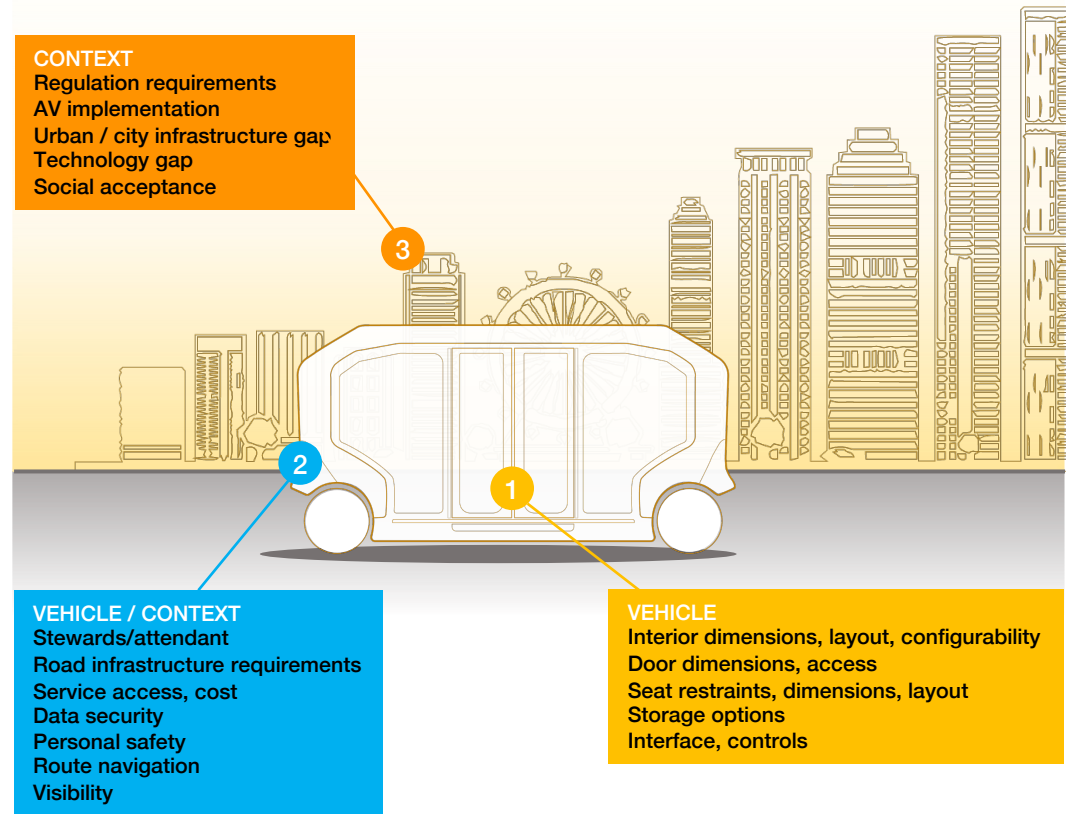 CONTEXT
Regulation requirements
AV implementation
Urban / city infrastructure gap
Technology gap
Social acceptance
3
2
1
VEHICLE / CONTEXT
Stewards/attendant
Road infrastructure requirements
Service access, cost
Data security
Personal safety
Route navigation
Visibility
VEHICLE
Interior dimensions, layout, configurability
Door dimensions, access
Seat restraints, dimensions, layout
Storage options
Interface, controls